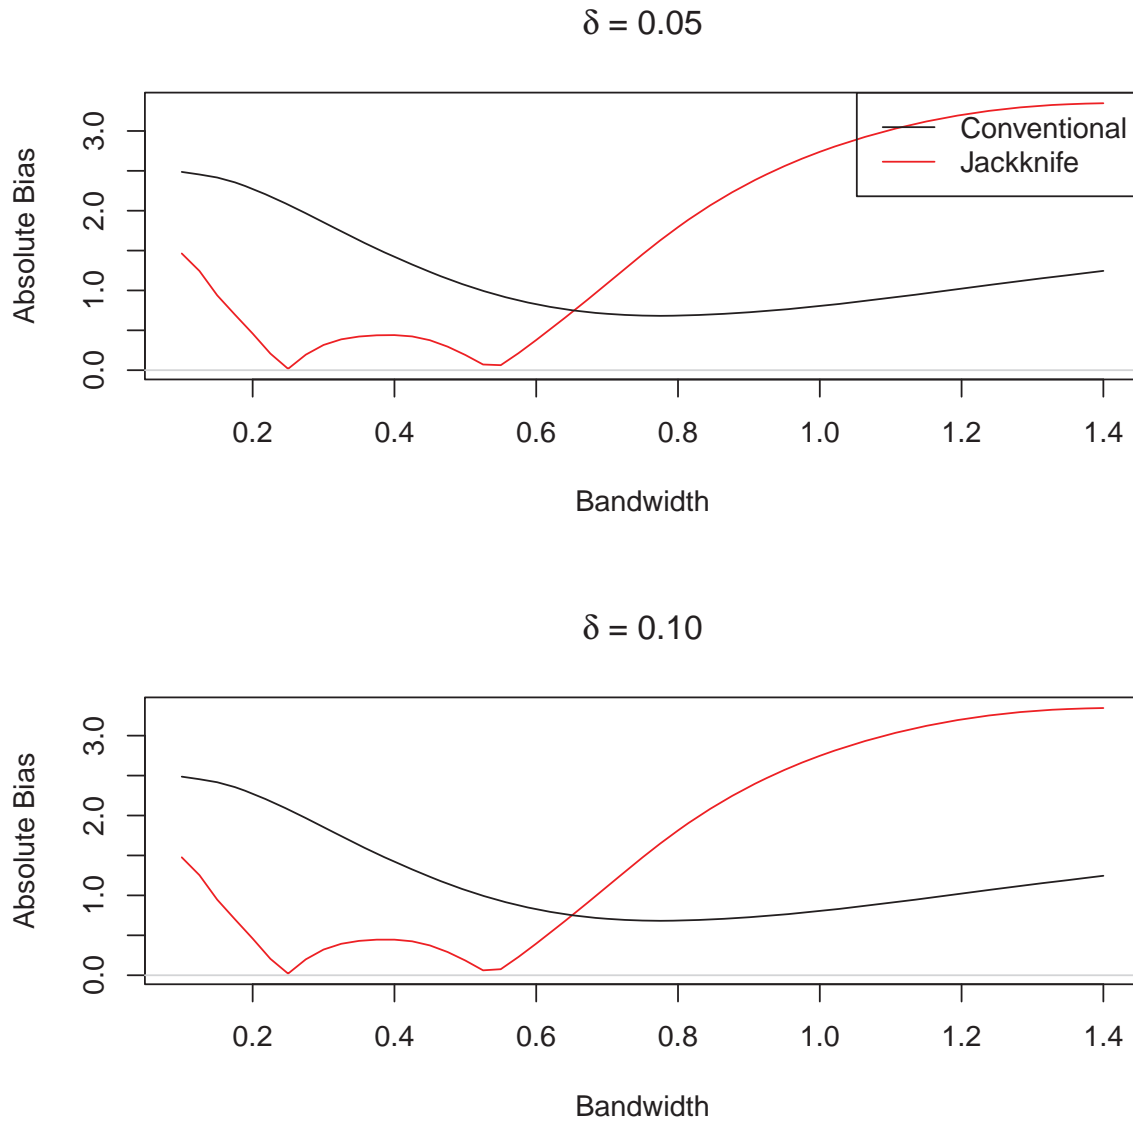 δ = 0.05
Absolute Bias
3.0
2.0
1.0
0.0
Conventional
Jackknife
0.2 0.4 0.6 0.8 1.0 1.2 1.4
Bandwidth
δ = 0.10
Absolute Bias
3.0
2.0
1.0
0.0
0.2 0.4 0.6 0.8 1.0 1.2 1.4
Bandwidth